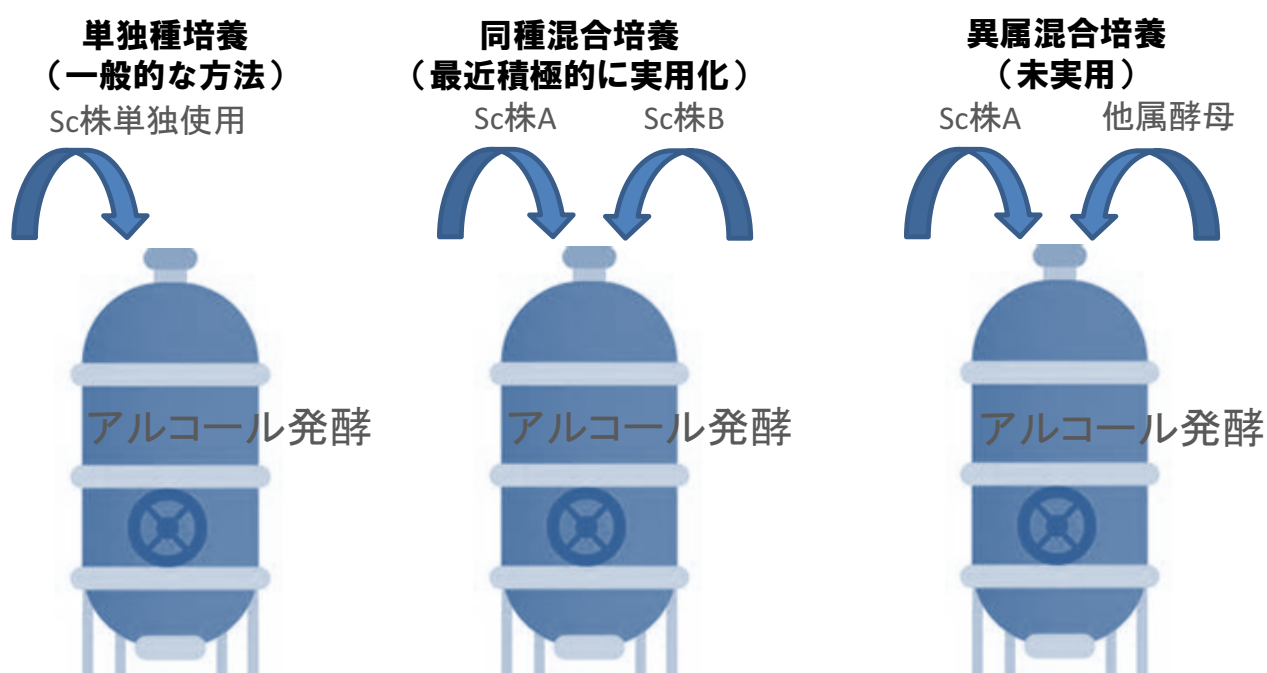 単独種培養
（一般的な方法）
Sc株単独使用
アルコール発酵
同種混合培養
（最近積極的に実用化）
Sc株A
Sc株B
アルコール発酵
異属混合培養
（未実用）
Sc株A
他属酵母
アルコール発酵